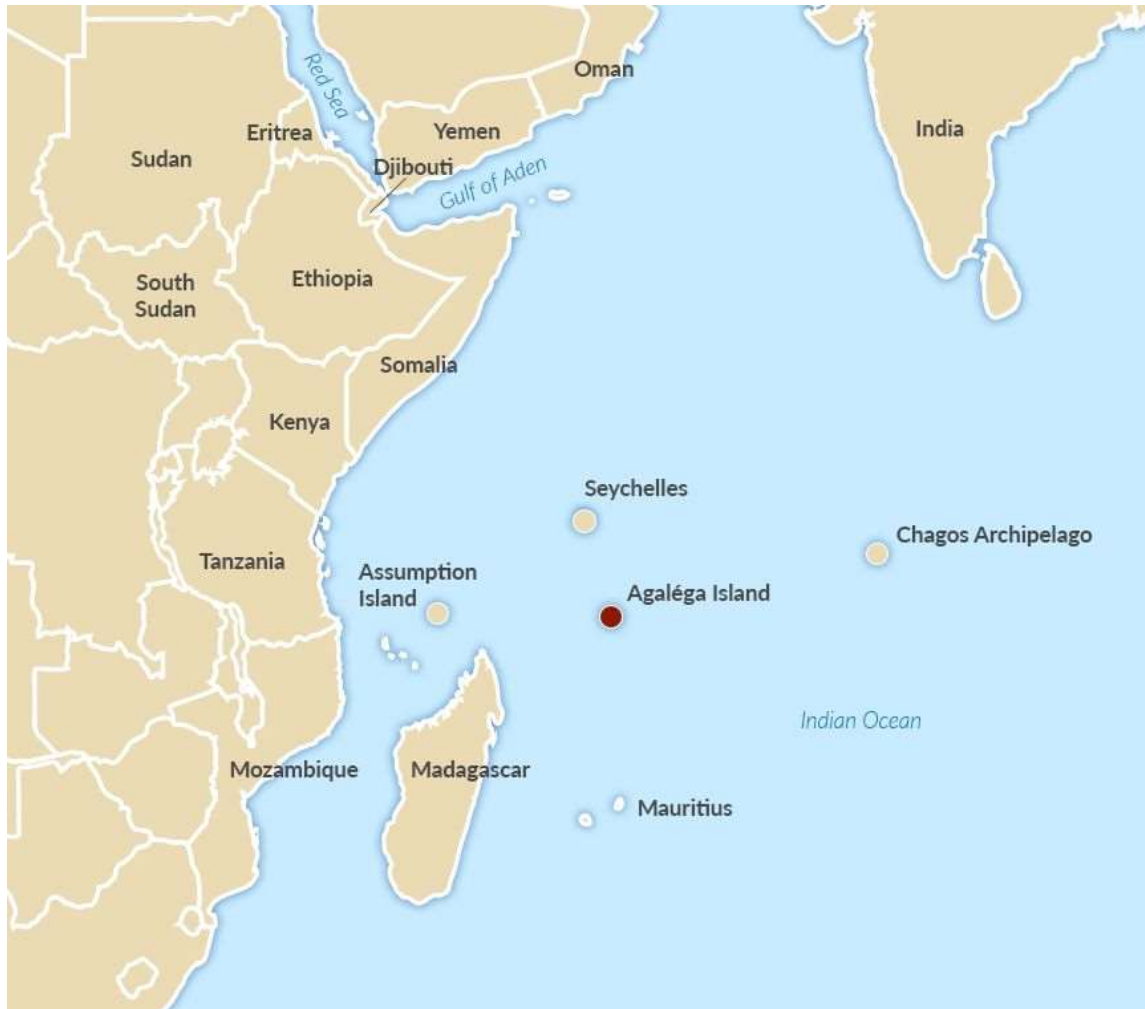 Red Sea
Oman
Eritrea
Yemen
India
Sudan
Djibouti
Gulf of Aden
South
Sudan
Ethiopia
Somalia
Kenya
Seychelles
Chagos Archipelago
Tanzania
Assumption
Island
Agaléga Island
Indian Ocean
Mozambique
Madagascar
Mauritius